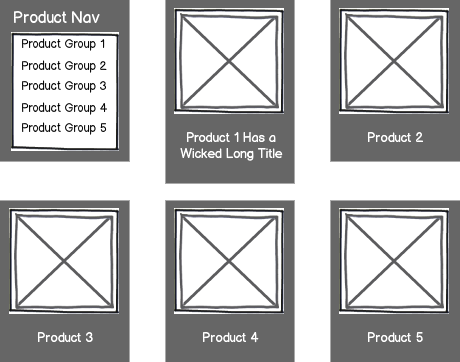 Product Nav
Product Group 1
Product Group 2
Product Group 3
Product Group 4
Product Group 5
Product 1 Has a
Wicked Long Title
Product 2
Product 3
Product 4
Product 5